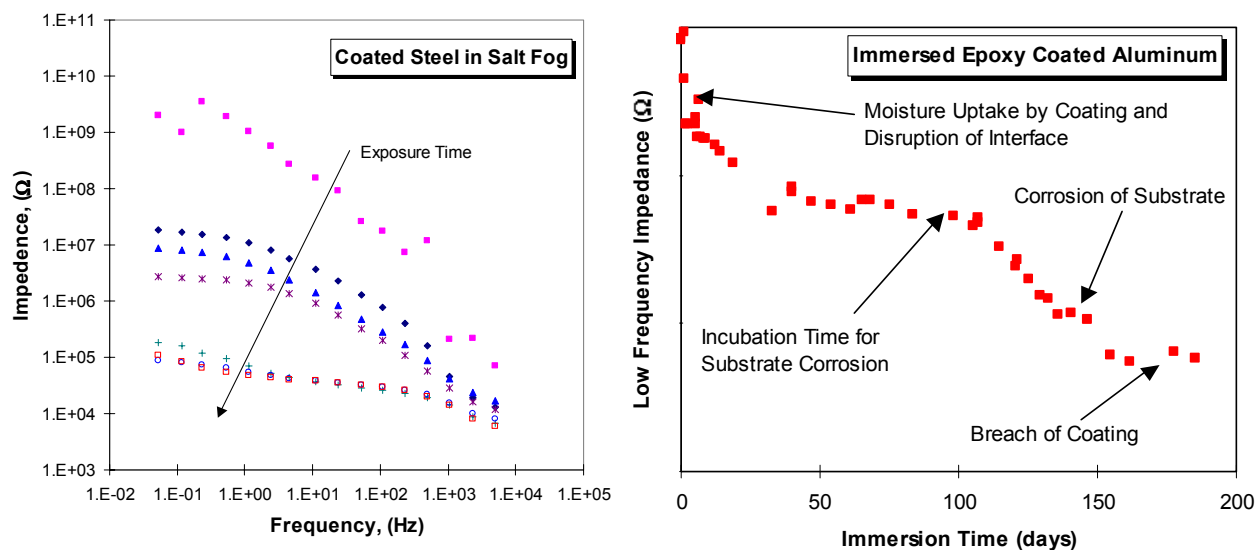 Coated Steel in Salt Fog
Impedence, (Ω)
1.E+11
1.E+10
1.E+09
1.E+08
1.E+07
1.E+06
1.E+05
1.E+04
1.E+03
Exposure Time
1.E-02 1.E-01 1.E+00 1.E+01 1.E+02 1.E+03 1.E+04 1.E+05
Frequency, (Hz)
Immersed Epoxy Coated Aluminum
Low Frequency Impedance (Ω)
Moisture Uptake by Coating and
Disruption of Interface
Corrosion of Substrate
Incubation Time for
Substrate Corrosion
Breach of Coating
0 50 100 150 200
Immersion Time (days)